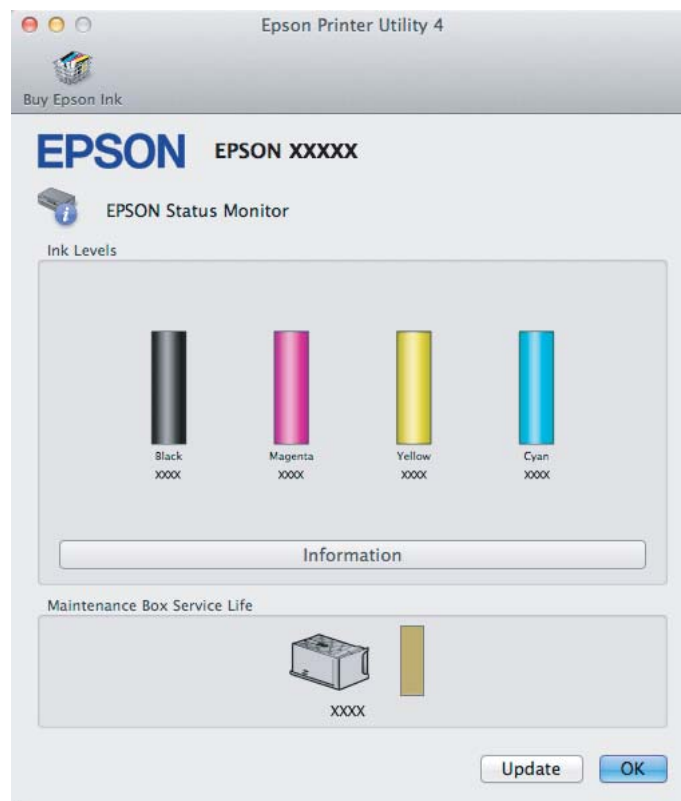 Epson Printer Utility 4
Buy Epson Ink
EPSON EPSON XXXXX
EPSON Status Monitor
Ink Levels
Black Magenta Yellow Cyan
XXXX XXXX XXXX XXXX
Information
Maintenance Box Service Life
XXXX
Update OK